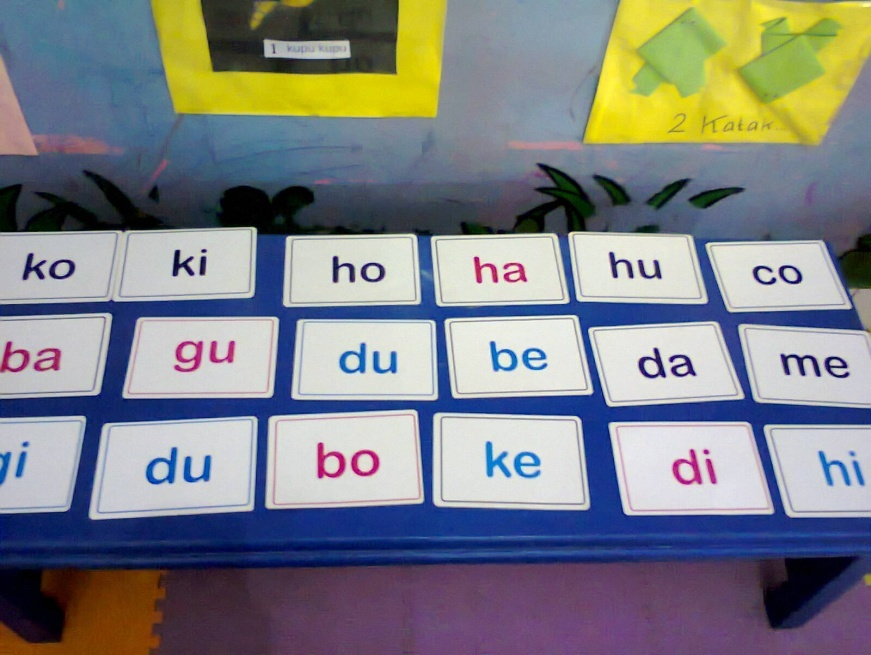 1 kupu kupu
2 Katak...
ko ki ho ha hu co
ba gu du be da me
gi du bo ke di hi